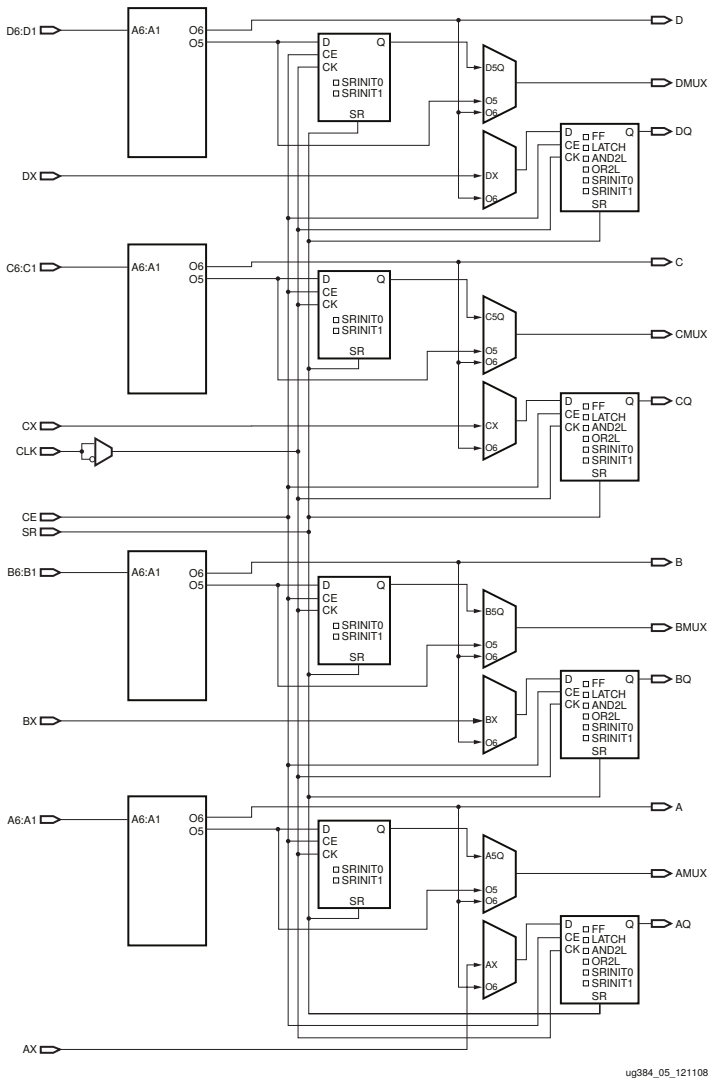 D6:D1
A6:A1
O6
O5
D
CE
CK
Q
SRINIT0
SRINIT1
SR
D5Q
O5
O6
D
DMUX
DX
DX
O6
D
CE
CK
FF
LATCH
AND2L
OR2L
SRINIT0
SRINIT1
Q
SR
DQ
C6:C1
A6:A1
O6
O5
D
CE
CK
Q
SRINIT0
SRINIT1
SR
C5Q
O5
O6
C
CMUX
CX
CX
O6
D
CE
CK
FF
LATCH
AND2L
OR2L
SRINIT0
SRINIT1
Q
SR
CQ
CLK
CE
SR
B6:B1
A6:A1
O6
O5
D
CE
CK
Q
SRINIT0
SRINIT1
SR
B5Q
O5
O6
B
BMUX
BX
BX
O6
D
CE
CK
FF
LATCH
AND2L
OR2L
SRINIT0
SRINIT1
Q
SR
BQ
A6:A1
A6:A1
O6
O5
D
CE
CK
Q
SRINIT0
SRINIT1
SR
A5Q
O5
O6
A
AMUX
AX
O6
D
CE
CK
FF
LATCH
AND2L
OR2L
SRINIT0
SRINIT1
Q
SR
AQ
AX
ug384_05_121108